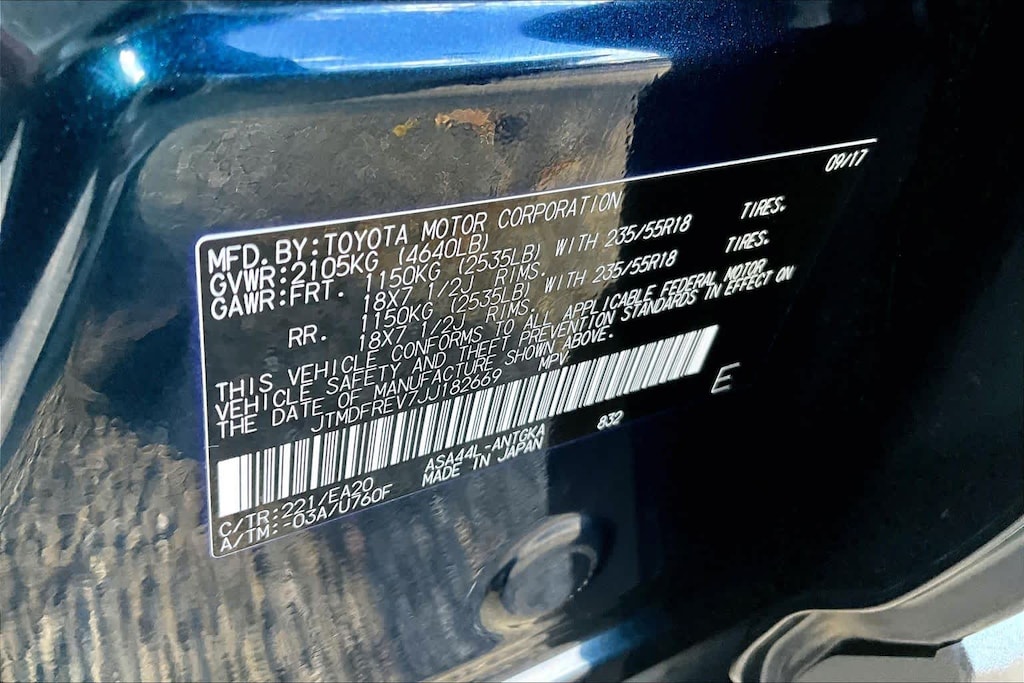 09/17
MFD. BY: TOYOTA MOTOR CORPORATION
GVWR: 2105KG (4640LB)
GAWR: FRT. 1150KG (2535LB) WITH 235/55R18 TIRES.
18X7 1/2J RIMS.
RR. 1150KG (2535LB) WITH 235/55R18 TIRES.
18X7 1/2J RIMS.
THIS VEHICLE CONFORMS TO ALL APPLICABLE FEDERAL MOTOR
VEHICLE SAFETY AND THEFT PREVENTION STANDARDS IN EFFECT ON
THE DATE OF MANUFACTURE SHOWN ABOVE.
JTMDFREV7JJ182669 MPV
E
C/TR: 221/EA20 ASA44L-ANTGKA 832
A/TM: -03A/U760F MADE IN JAPAN